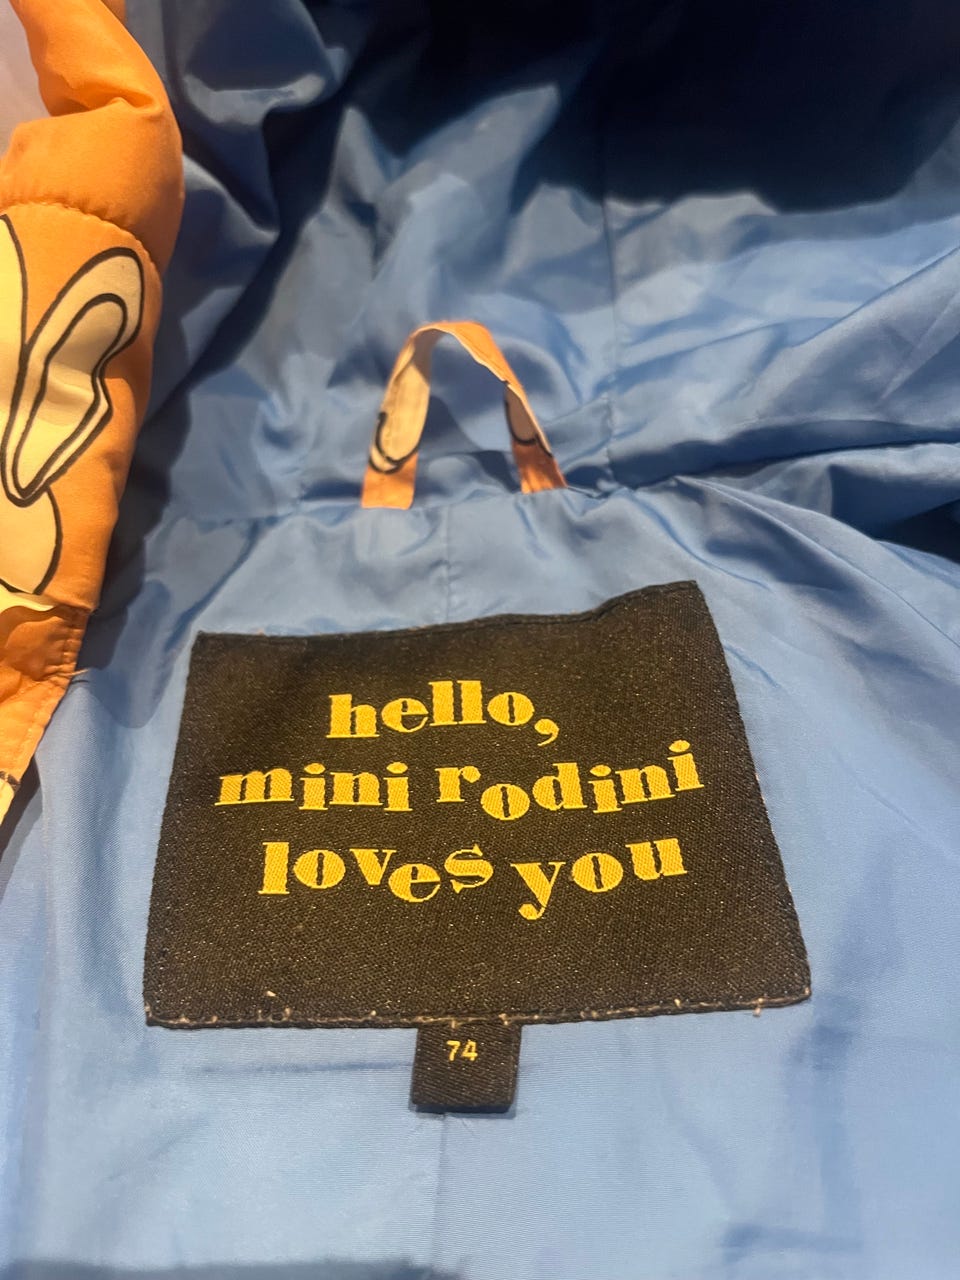 hello,
mini rodini
loves you
74